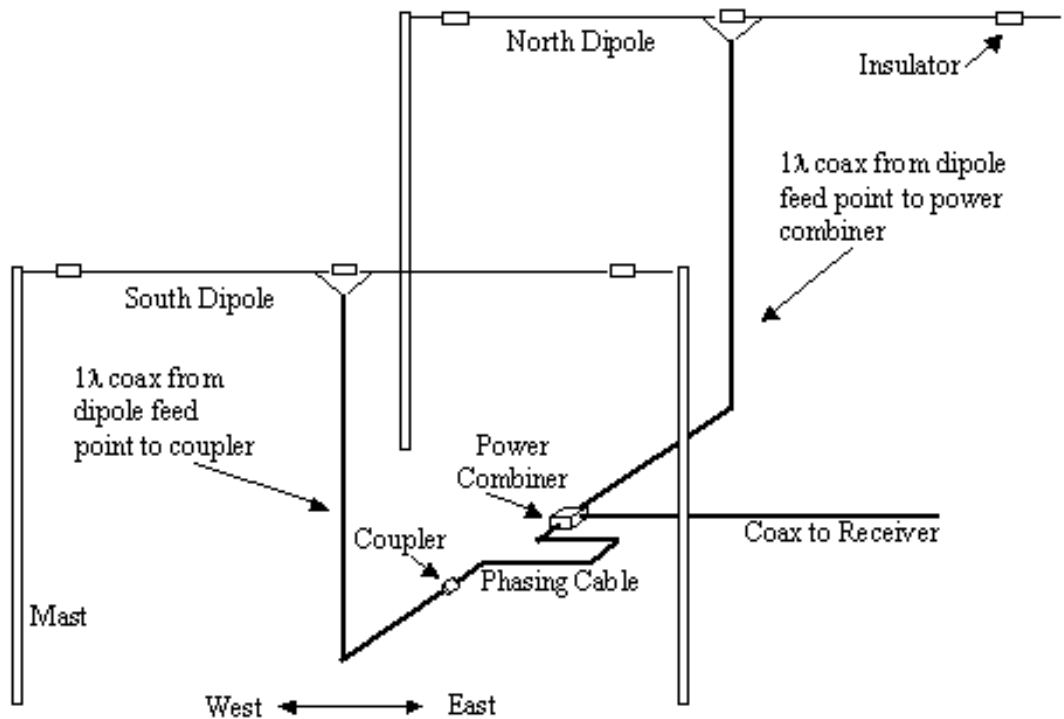 North Dipole
Insulator
1λ coax from dipole
feed point to power
combiner
South Dipole
1λ coax from
dipole feed
point to coupler
Power
Combiner
Coax to Receiver
Coupler
Phasing Cable
Mast
West
East